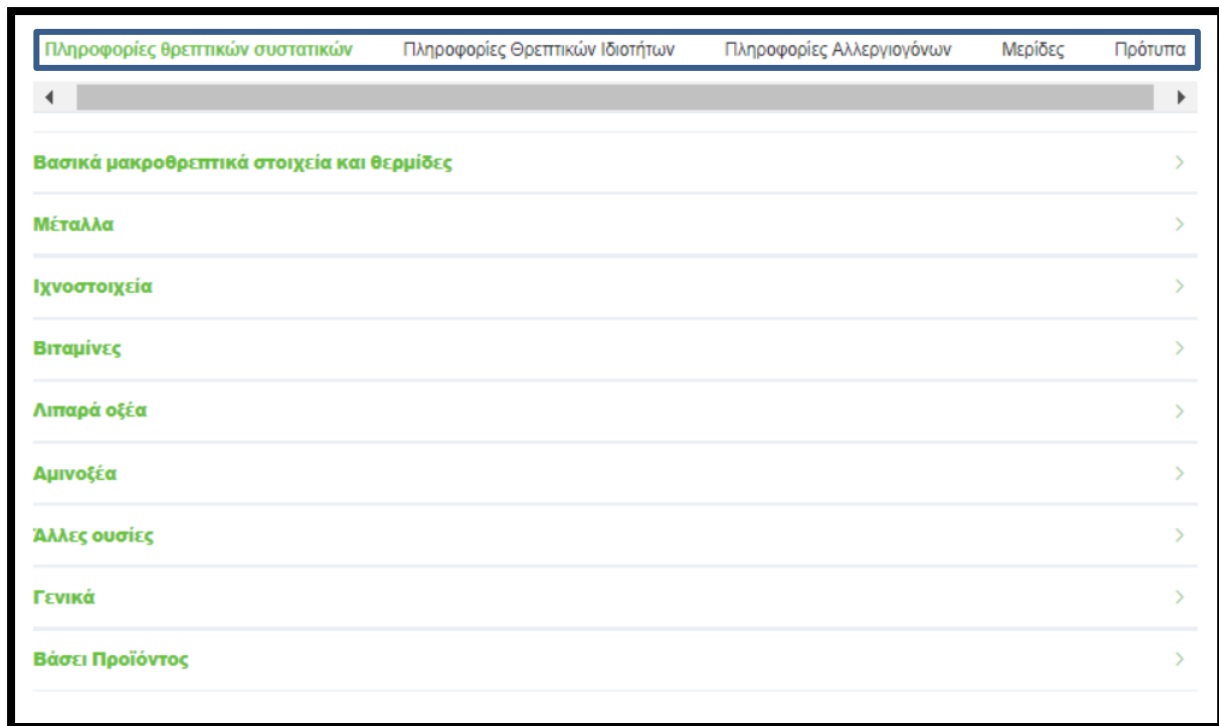 Πληροφορίες θρεπτικών συστατικών Πληροφορίες Θρεπτικών Ιδιοτήτων Πληροφορίες Αλλεργιογόνων Μερίδες Πρότυπα
Βασικά μακροθρεπτικά στοιχεία και θερμίδες
Μέταλλα
Ιχνοστοιχεία
Βιταμίνες
Λιπαρά οξέα
Αμινοξέα
Άλλες ουσίες
Γενικά
Βάσει Προϊόντος